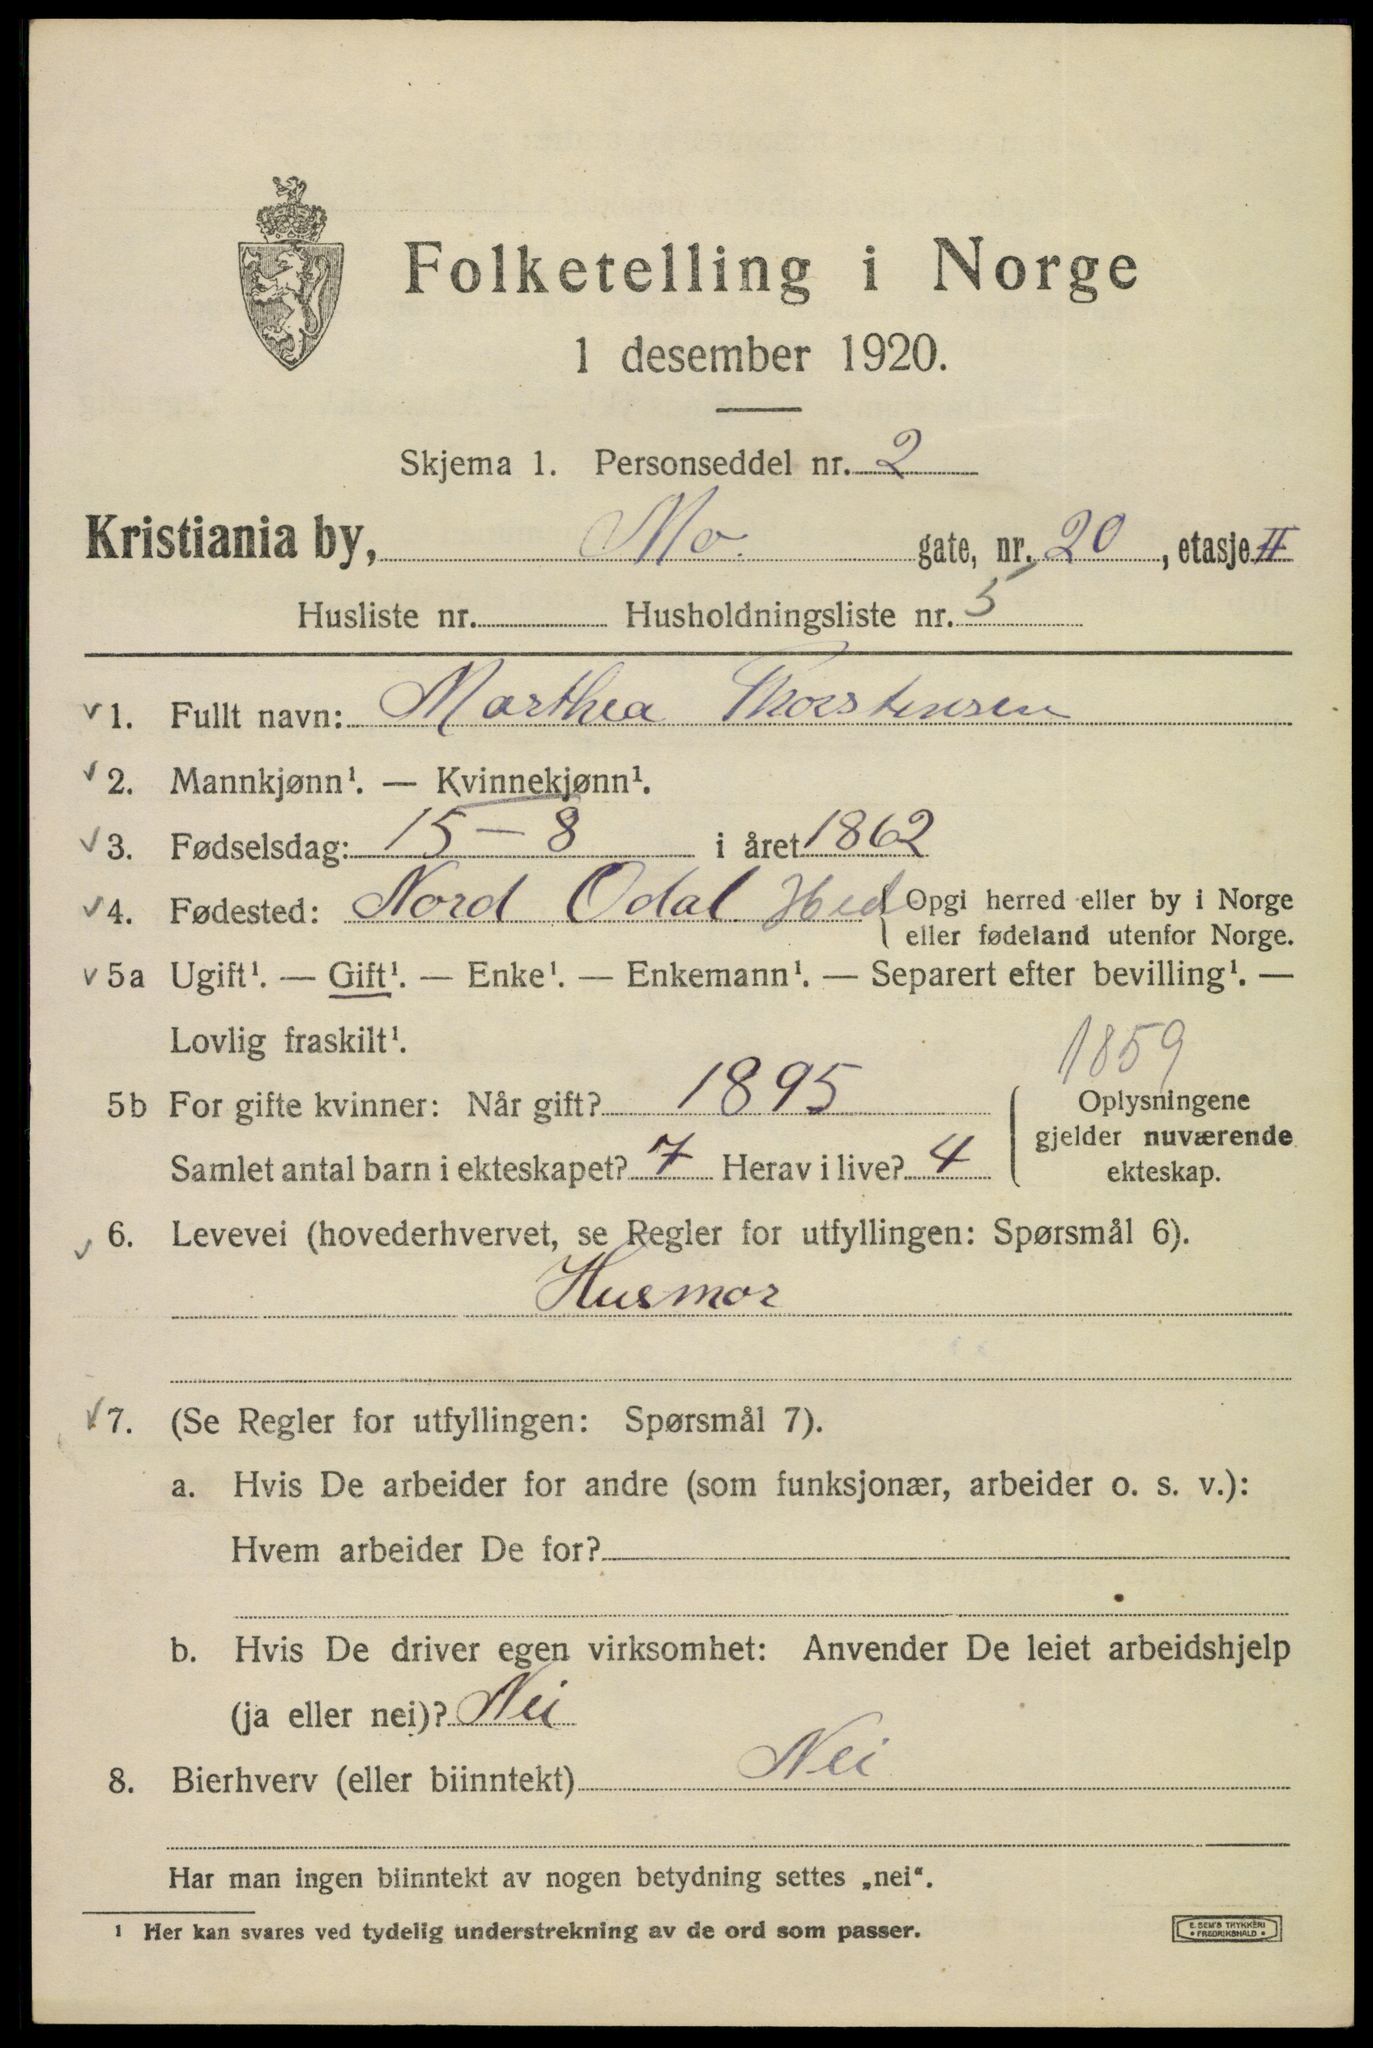 Folketelling i Norge
1 desember 1920.
Skjema 1. Personseddel nr. 2
Kristiania by, Mo. gate, nr. 20, etasje II
Husliste nr. Husholdningsliste nr. 5
1. Fullt navn: Marthea Thorstensen
2. Mannkjønn¹. — Kvinnekjønn¹.
3. Fødselsdag: 15 – 8 i året 1862
4. Fødested: Nord Odal Hed Opgi herred eller by i Norge
eller fødeland utenfor Norge.
5a Ugift¹. — Gift¹. — Enke¹. — Enkemann¹. — Separert efter bevilling¹. —
Lovlig fraskilt¹.
1859
5b For gifte kvinner: Når gift? 1895 Oplysningene
gjelder nuværende
Samlet antal barn i ekteskapet? 7 Herav i live? 4 ekteskap.
6. Levevei (hovederhvervet, se Regler for utfyllingen: Spørsmål 6).
Husmor
7. (Se Regler for utfyllingen: Spørsmål 7).
a. Hvis De arbeider for andre (som funksjonær, arbeider o. s. v.):
Hvem arbeider De for?
b. Hvis De driver egen virksomhet: Anvender De leiet arbeidshjelp
(ja eller nei)? Nei
8. Bierhverv (eller biinntekt) Nei
Har man ingen biinntekt av nogen betydning settes „nei“.
¹ Her kan svares ved tydelig understrekning av de ord som passer.
E. SEM'S TRYKKERI
• FREDRIKSHALD •